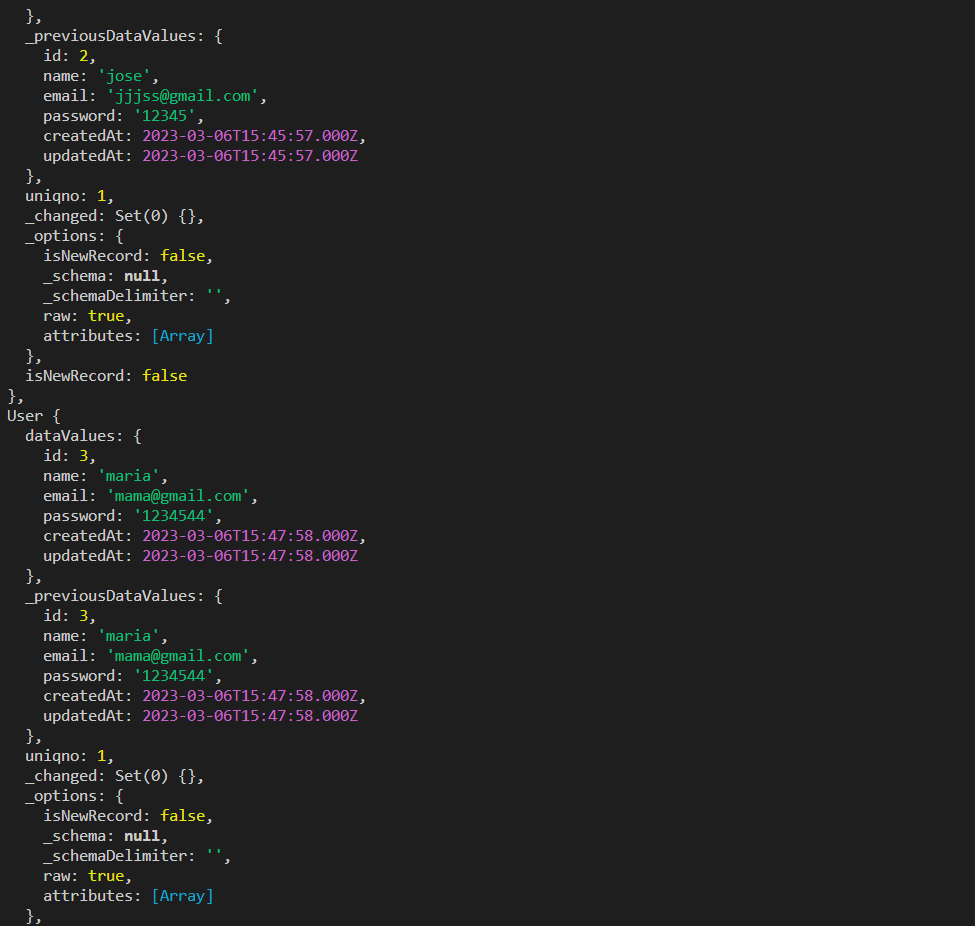 },
  _previousDataValues: {
    id: 2,
    name: 'jose',
    email: 'jjjss@gmail.com',
    password: '12345',
    createdAt: 2023-03-06T15:45:57.000Z,
    updatedAt: 2023-03-06T15:45:57.000Z
  },
  uniqno: 1,
  _changed: Set(0) {},
  _options: {
    isNewRecord: false,
    _schema: null,
    _schemaDelimiter: '',
    raw: true,
    attributes: [Array]
  },
  isNewRecord: false
},
User {
  dataValues: {
    id: 3,
    name: 'maria',
    email: 'mama@gmail.com',
    password: '1234544',
    createdAt: 2023-03-06T15:47:58.000Z,
    updatedAt: 2023-03-06T15:47:58.000Z
  },
  _previousDataValues: {
    id: 3,
    name: 'maria',
    email: 'mama@gmail.com',
    password: '1234544',
    createdAt: 2023-03-06T15:47:58.000Z,
    updatedAt: 2023-03-06T15:47:58.000Z
  },
  uniqno: 1,
  _changed: Set(0) {},
  _options: {
    isNewRecord: false,
    _schema: null,
    _schemaDelimiter: '',
    raw: true,
    attributes: [Array]
  },